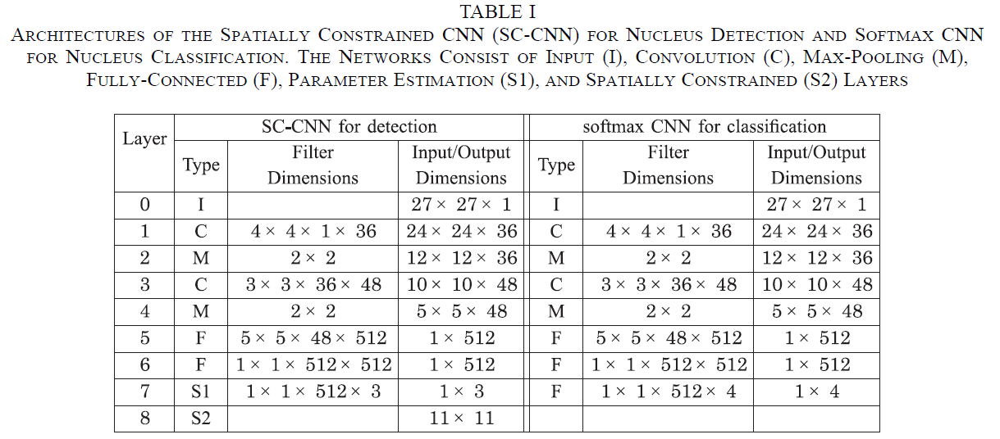 TABLE I
ARCHITECTURES OF THE SPATIALLY CONSTRAINED CNN (SC-CNN) FOR NUCLEUS DETECTION AND SOFTMAX CNN
FOR NUCLEUS CLASSIFICATION. THE NETWORKS CONSIST OF INPUT (I), CONVOLUTION (C), MAX-POOLING (M),
FULLY-CONNECTED (F), PARAMETER ESTIMATION (S1), AND SPATIALLY CONSTRAINED (S2) LAYERS
Layer SC-CNN for detection softmax CNN for classification
Type Filter Dimensions Input/Output Dimensions Type Filter Dimensions Input/Output Dimensions
0 I 27 × 27 × 1 I 27 × 27 × 1
1 C 4 × 4 × 1 × 36 24 × 24 × 36 C 4 × 4 × 1 × 36 24 × 24 × 36
2 M 2 × 2 12 × 12 × 36 M 2 × 2 12 × 12 × 36
3 C 3 × 3 × 36 × 48 10 × 10 × 48 C 3 × 3 × 36 × 48 10 × 10 × 48
4 M 2 × 2 5 × 5 × 48 M 2 × 2 5 × 5 × 48
5 F 5 × 5 × 48 × 512 1 × 512 F 5 × 5 × 48 × 512 1 × 512
6 F 1 × 1 × 512 × 512 1 × 512 F 1 × 1 × 512 × 512 1 × 512
7 S1 1 × 1 × 512 × 3 1 × 3 F 1 × 1 × 512 × 4 1 × 4
8 S2 11 × 11